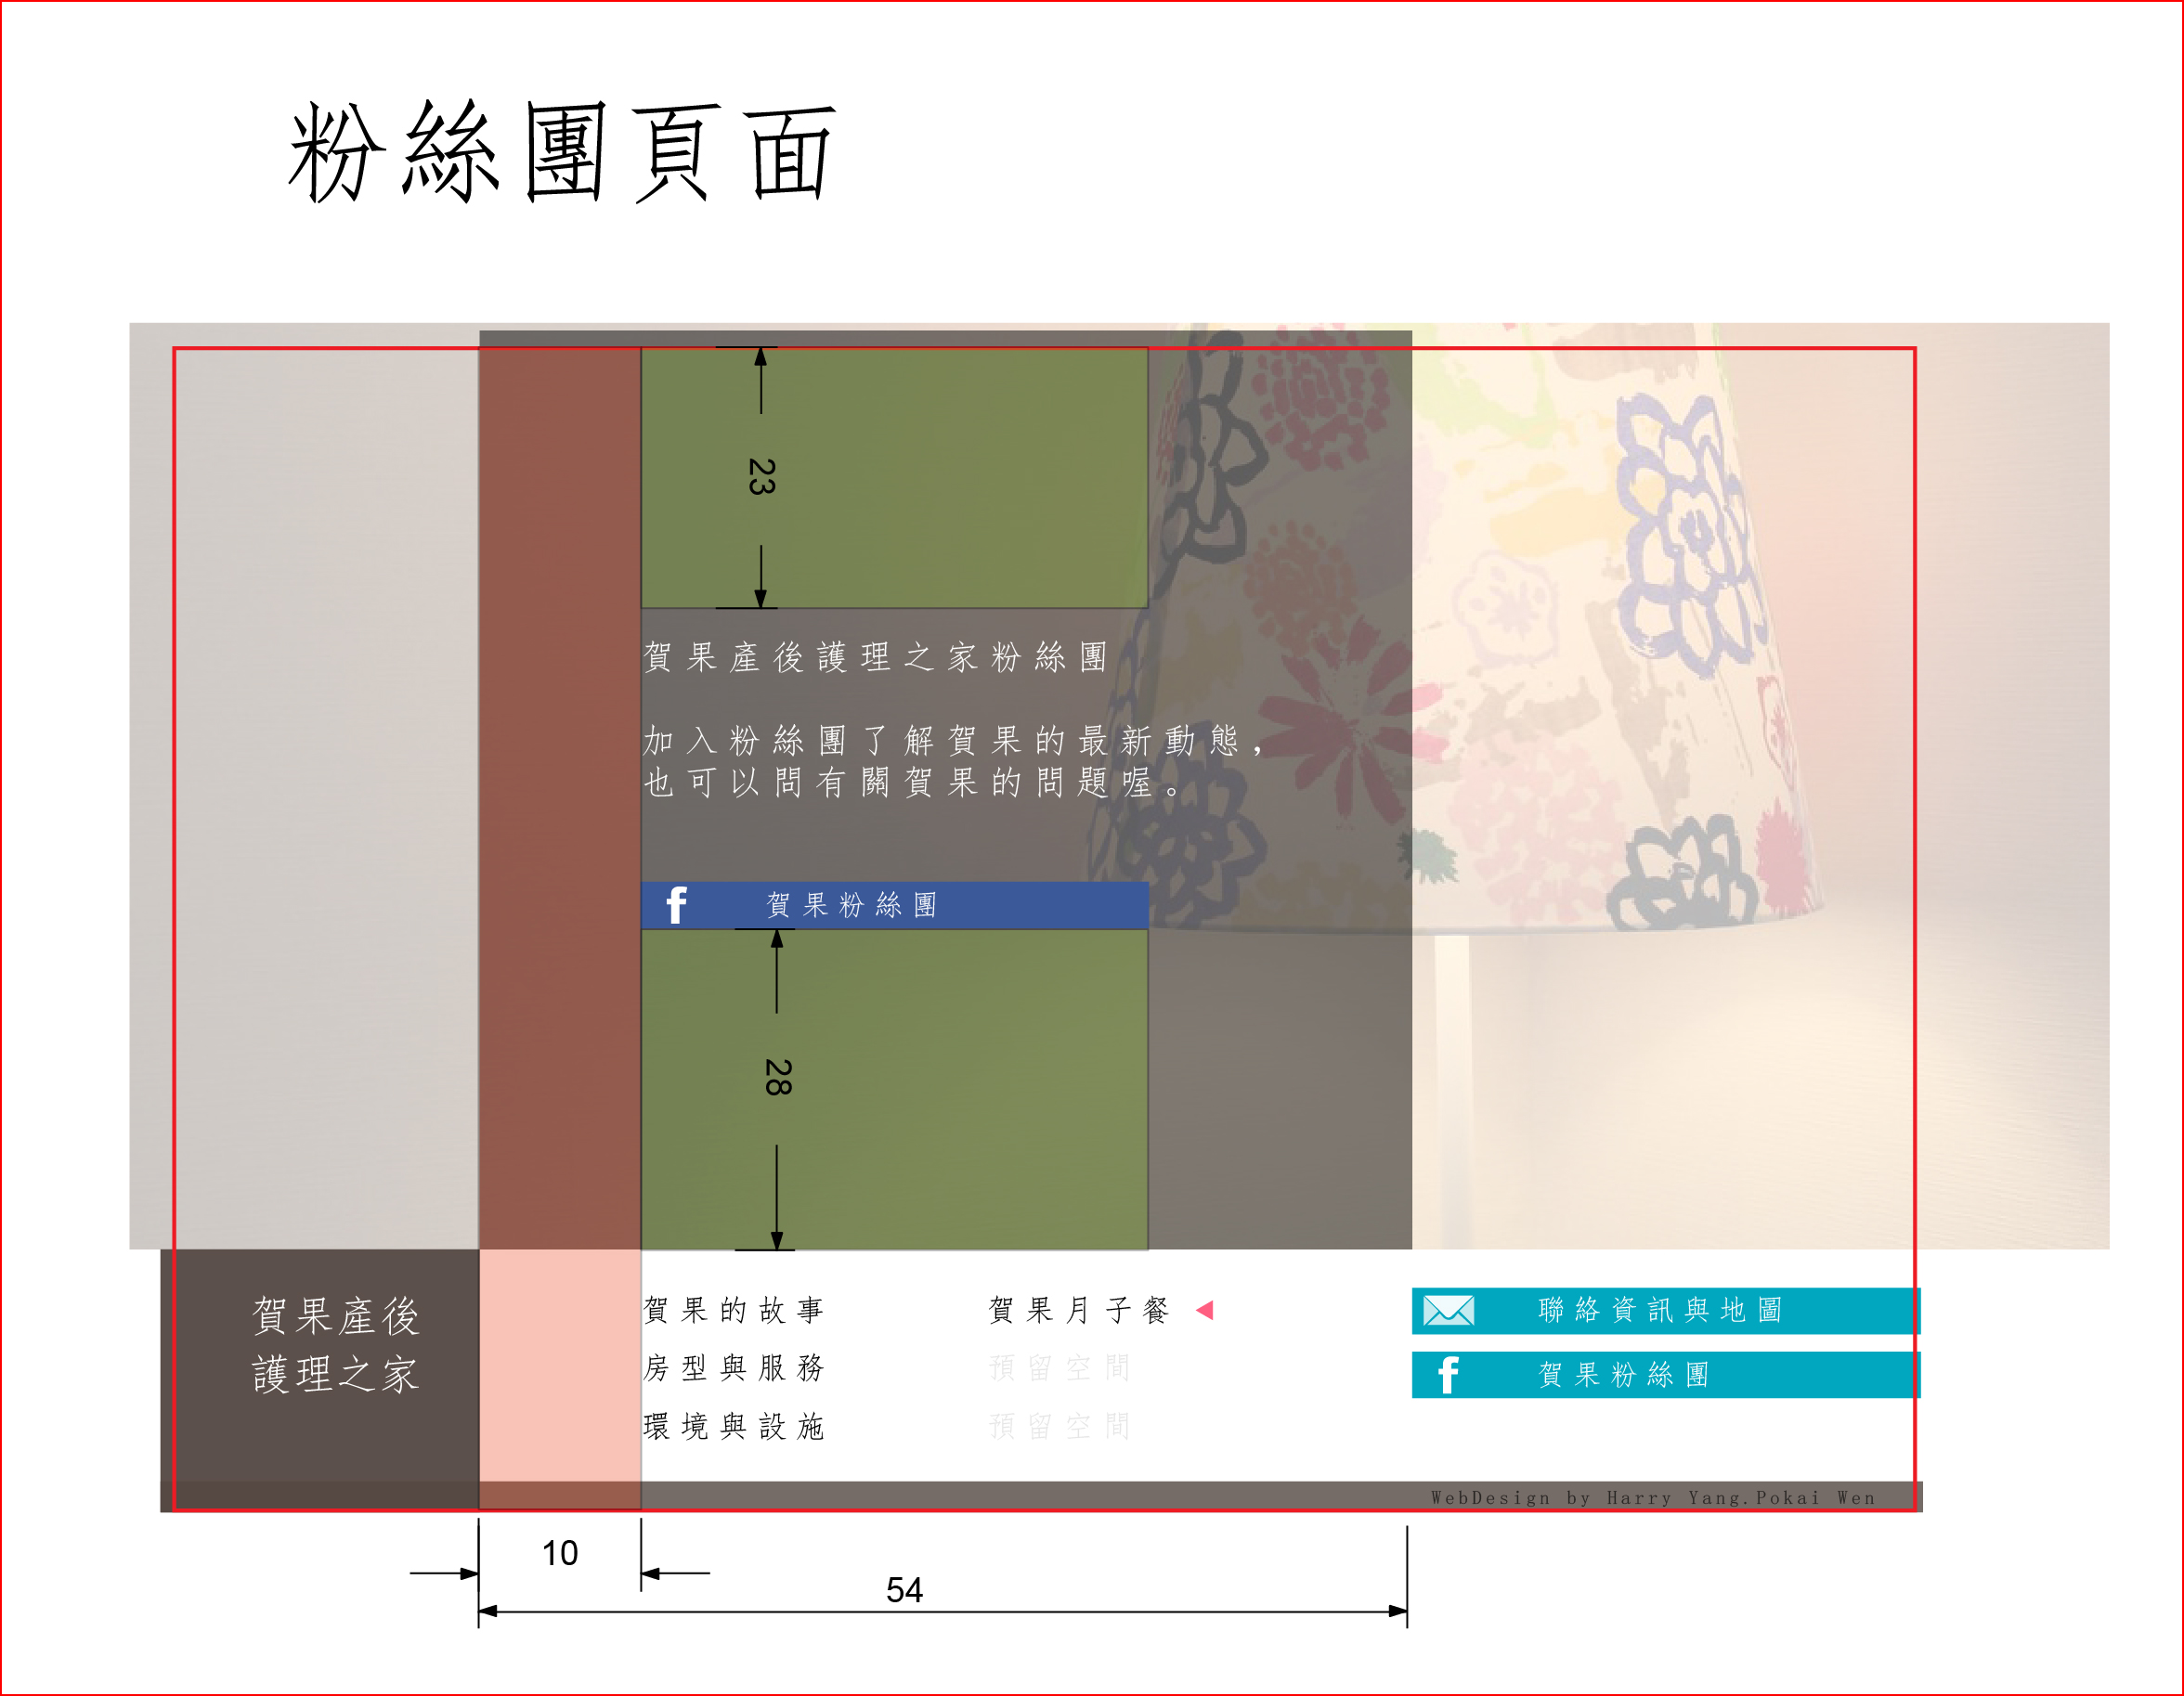 粉絲團頁面
23
賀果產後護理之家粉絲團
加入粉絲團了解賀果的最新動態，
也可以問有關賀果的問題喔。
f 賀果粉絲團
28
賀果產後
護理之家
賀果的故事
房型與服務
環境與設施
賀果月子餐
預留空間
預留空間
聯絡資訊與地圖
f 賀果粉絲團
WebDesign by Harry Yang.Pokai Wen
10
54